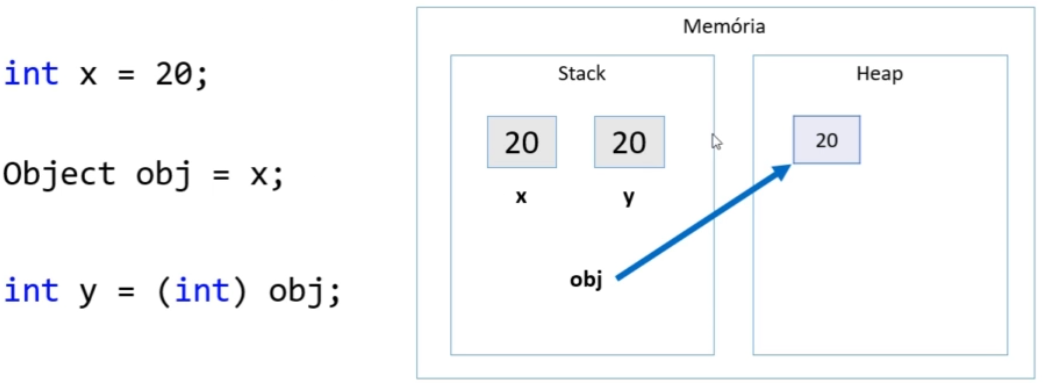 int x = 20;
Object obj = x;
int y = (int) obj;
Memória
Stack
Heap
20
20
20
x
y
obj